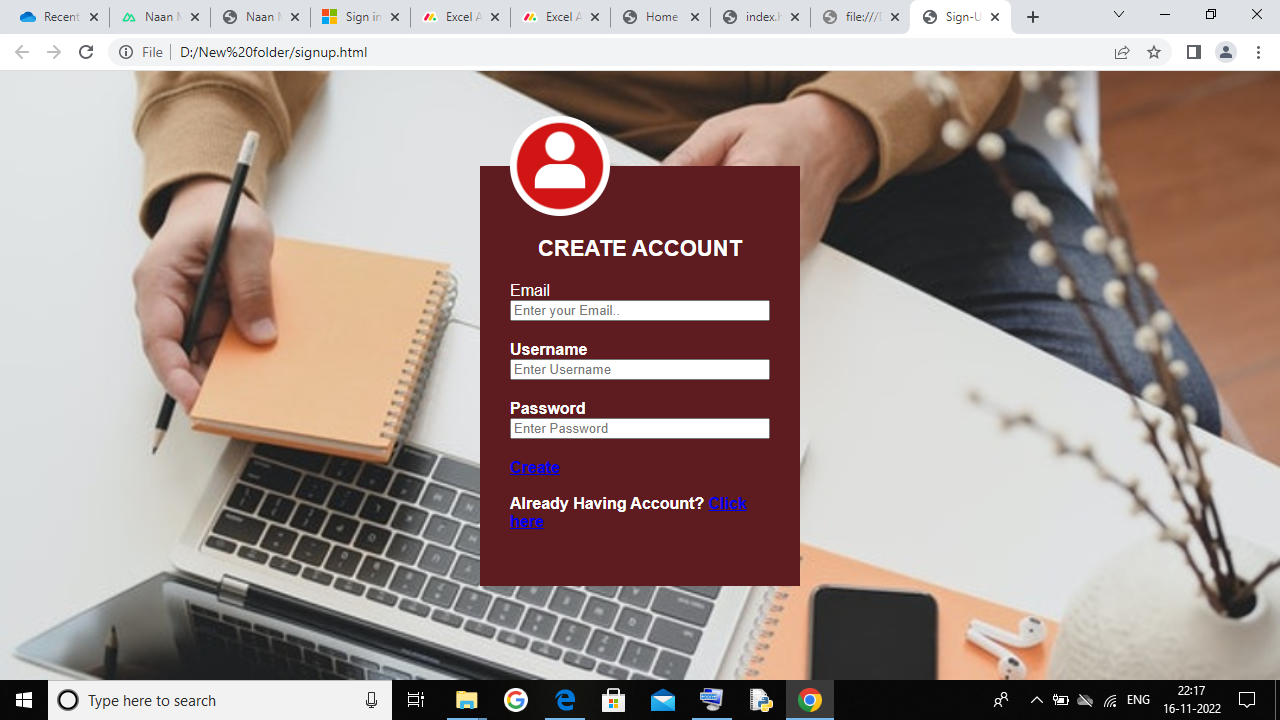 Recent
Naan M
Naan M
Sign in
Excel A
Excel A
Home
index.h
file:///D
Sign-U
File
D:/New%20folder/signup.html
CREATE ACCOUNT
Email
Enter your Email..
Username
Enter Username
Password
Enter Password
Create
Already Having Account? Click
here
Type here to search
ENG
22:17
16-11-2022